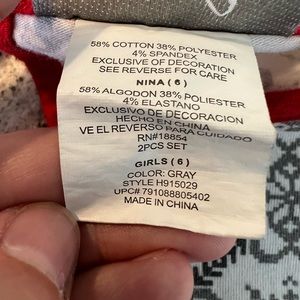 58% COTTON 38% POLYESTER
4% SPANDEX
EXCLUSIVE OF DECORATION
SEE REVERSE FOR CARE
NINA (6)
58% ALGODON 38% POLIESTER
4% ELASTANO
EXCLUSIVO DE DECORACION
HECHO EN CHINA
VE EL REVERSO PARA CUIDADO
RN#18854
2PCS SET
GIRLS (6)
COLOR: GRAY
STYLE H915029
UPC# 791088805402
MADE IN CHINA